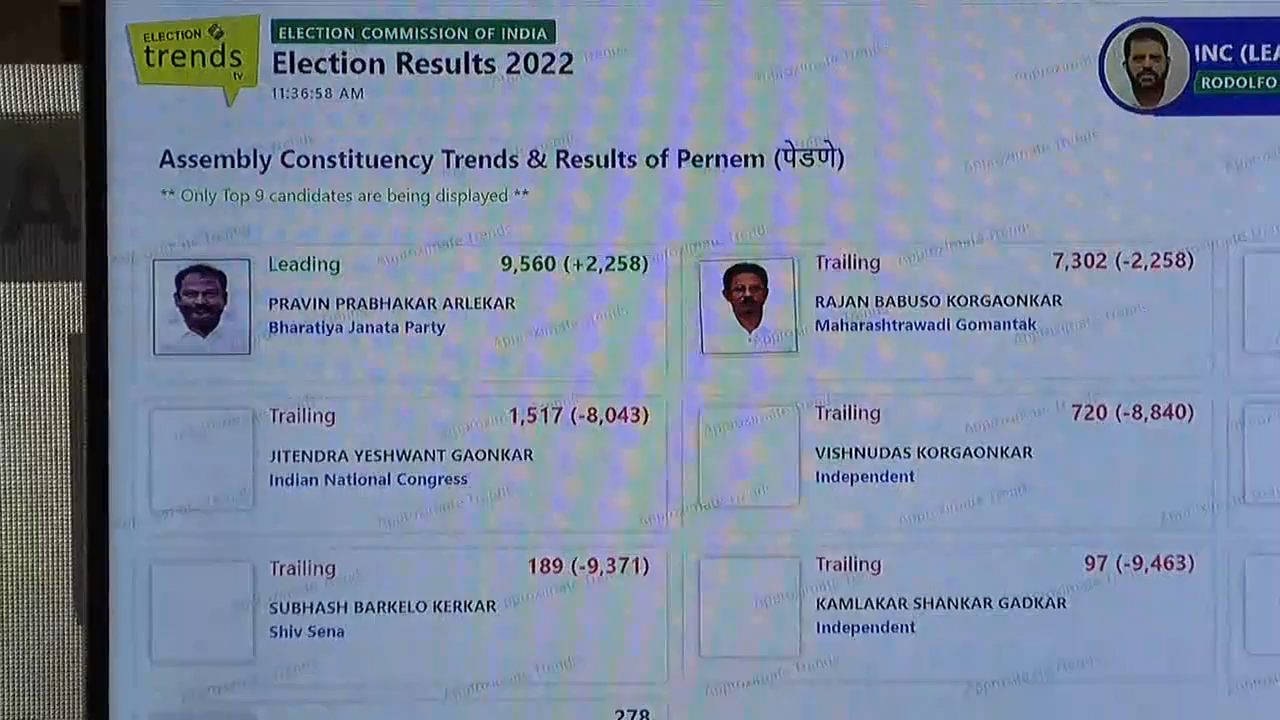 ELECTION
trends
tv
ELECTION COMMISSION OF INDIA
Election Results 2022
11:36:58 AM
INC (LEA
RODOLFO
Assembly Constituency Trends & Results of Pernem (पेडणे)
** Only Top 9 candidates are being displayed **
Leading 9,560 (+2,258)
PRAVIN PRABHAKAR ARLEKAR
Bharatiya Janata Party
Trailing 7,302 (-2,258)
RAJAN BABUSO KORGAONKAR
Maharashtrawadi Gomantak
Trailing 1,517 (-8,043)
JITENDRA YESHWANT GAONKAR
Indian National Congress
Trailing 720 (-8,840)
VISHNUDAS KORGAONKAR
Independent
Trailing 189 (-9,371)
SUBHASH BARKELO KERKAR
Shiv Sena
Trailing 97 (-9,463)
KAMLAKAR SHANKAR GADKAR
Independent
278
Approximate Trends